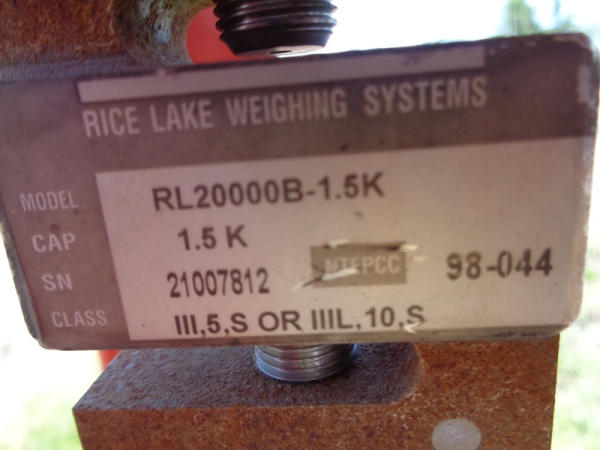 RICE LAKE WEIGHING SYSTEMS
MODEL RL20000B-1.5K
CAP 1.5 K
SN 21007812 NTEPCC 98-044
CLASS III,5,S OR IIIL,10,S